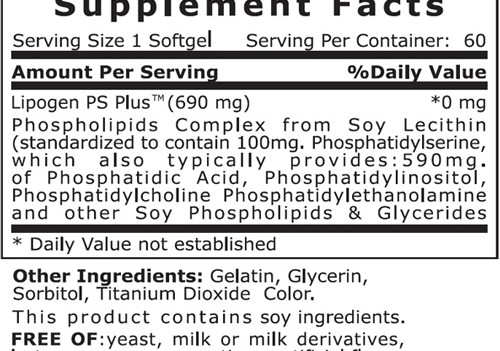 Supplement Facts
Serving Size 1 Softgel Serving Per Container: 60
Amount Per Serving %Daily Value
Lipogen PS Plus™ (690 mg) *0 mg
Phospholipids Complex from Soy Lecithin
(standardized to contain 100mg. Phosphatidylserine,
which also typically provides:590mg.
of Phosphatidic Acid, Phosphatidylinositol,
Phosphatidylcholine Phosphatidylethanolamine
and other Soy Phospholipids & Glycerides
* Daily Value not established
Other Ingredients: Gelatin, Glycerin,
Sorbitol, Titanium Dioxide Color.
This product contains soy ingredients.
FREE OF:yeast, milk or milk derivatives,